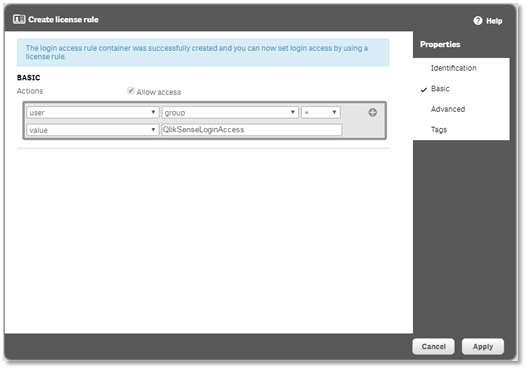 Create license rule
Help
The login access rule container was successfully created and you can now set login access by using a
license rule.
BASIC
Actions
Allow access
user group =
value QlikSenseLoginAccess
Properties
Identification
Basic
Advanced
Tags
Cancel Apply